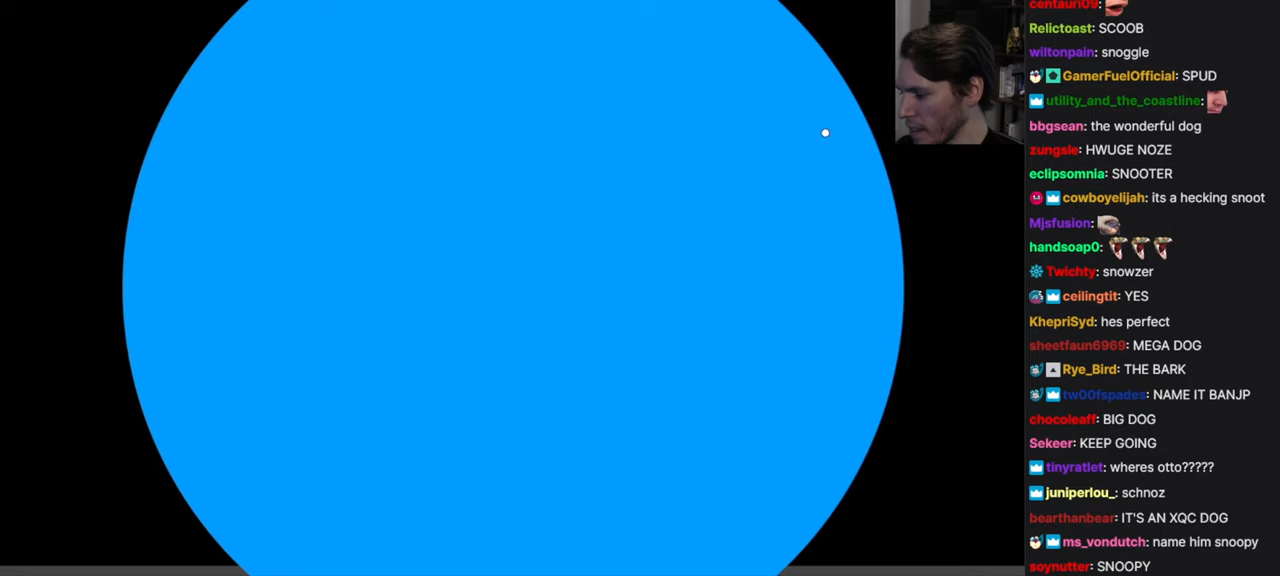 centauri09:
Relictoast: SCOOB
wiltonpain: snoggle
GamerFuelOfficial: SPUD
utility_and_the_coastline:
bbgsean: the wonderful dog
zungsle: HWUGE NOZE
eclipsomnia: SNOOTER
cowboyelijah: its a hecking snoot
Mjsfusion:
handsoap0:
Twichty: snowzer
ceilingtit: YES
KhepriSyd: hes perfect
sheetfaun6969: MEGA DOG
Rye_Bird: THE BARK
tw00fspades: NAME IT BANJP
chocoleaff: BIG DOG
Sekeer: KEEP GOING
tinyratlet: wheres otto?????
juniperlou_: schnoz
bearthanbear: IT'S AN XQC DOG
ms_vondutch: name him snoopy
soynutter: SNOOPY